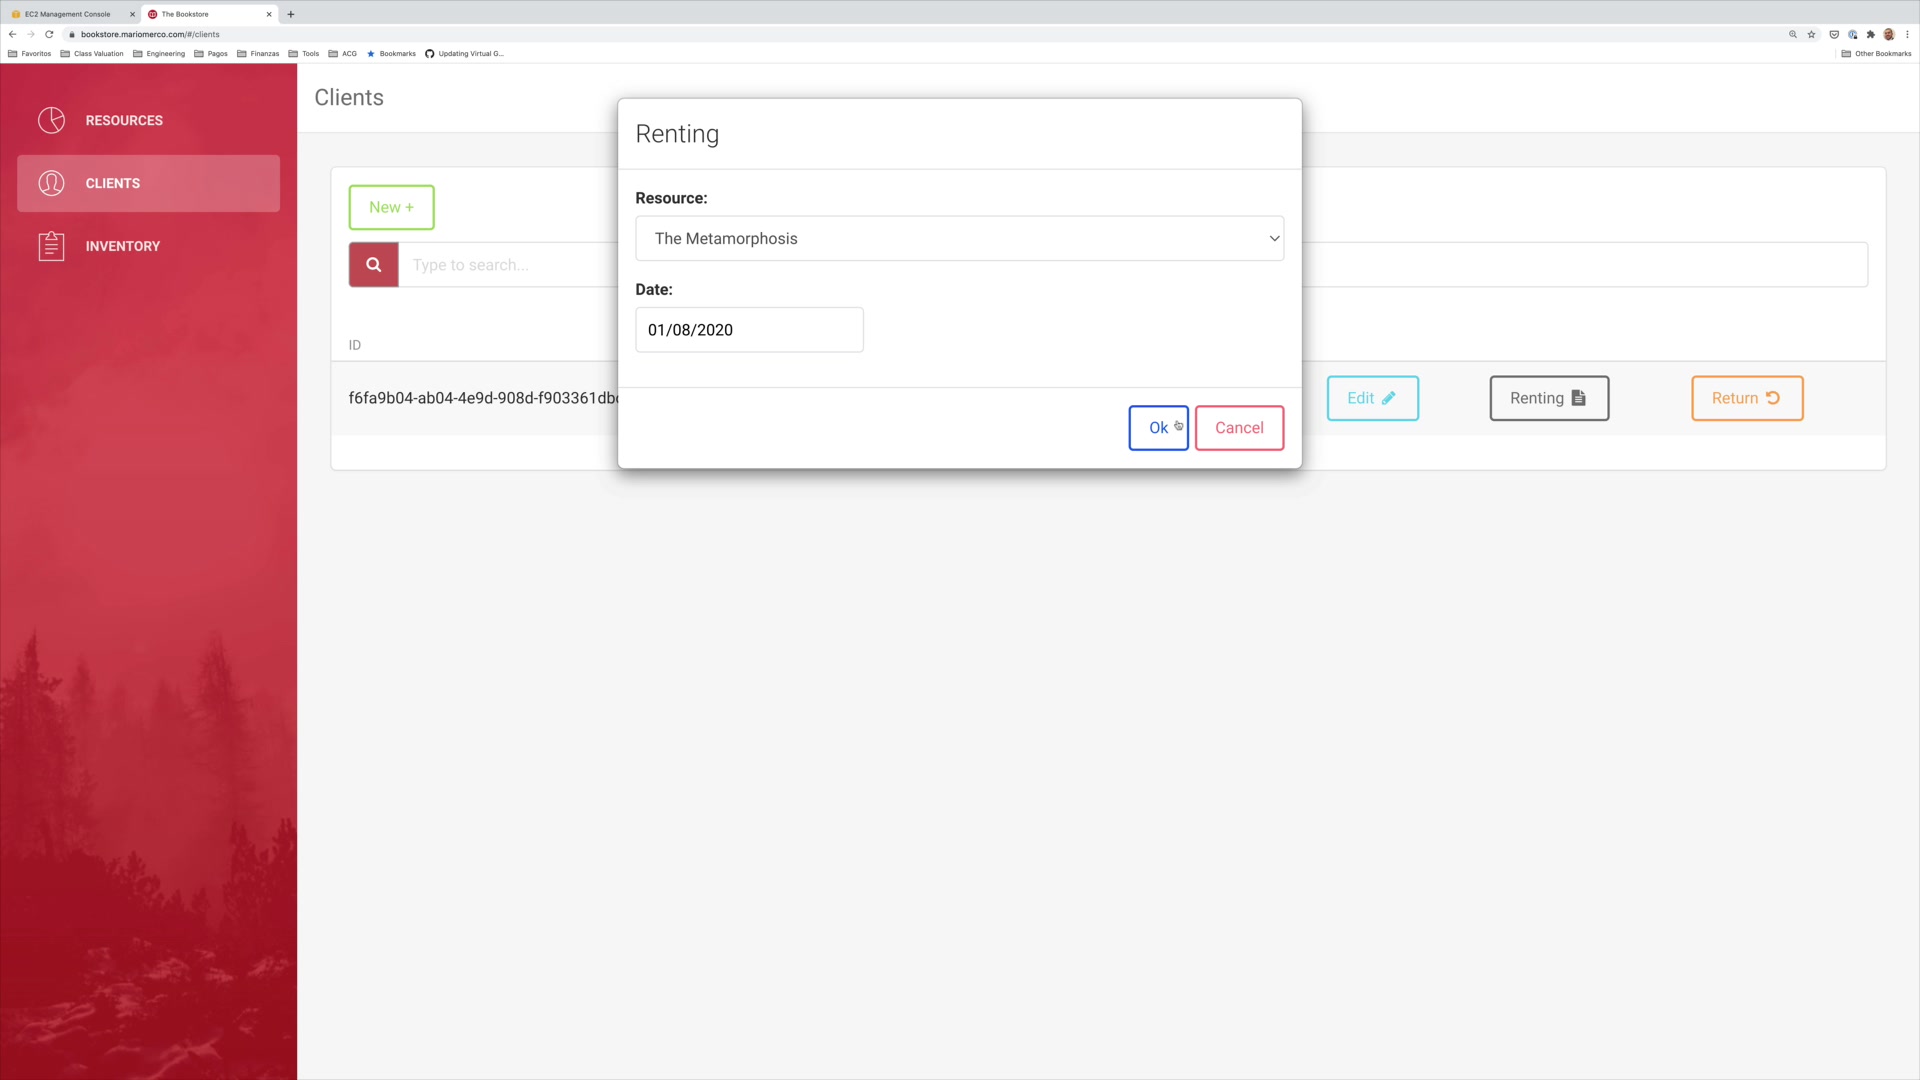 EC2 Management Console
The Bookstore
bookstore.mariomerco.com/#/clients
Favoritos
Class Valuation
Engineering
Pagos
Finanzas
Tools
ACG
Bookmarks
Updating Virtual G...
Other Bookmarks
RESOURCES
CLIENTS
INVENTORY
Clients
New +
Type to search...
ID
f6fa9b04-ab04-4e9d-908d-f903361db
Edit
Renting
Return
Renting
Resource:
The Metamorphosis
Date:
01/08/2020
Ok
Cancel